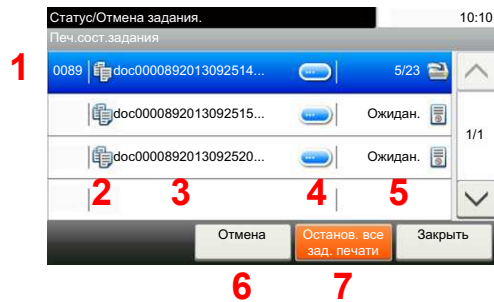 Статус/Отмена задания. 10:10
Печ.сост.задания
1 0089 doc0000892013092514... 5/23
doc0000892013092515... Ожидан.
1/1
doc0000892013092520... Ожидан.
2 3 4 5
Отмена Останов. все зад. печати Закрыть
6 7